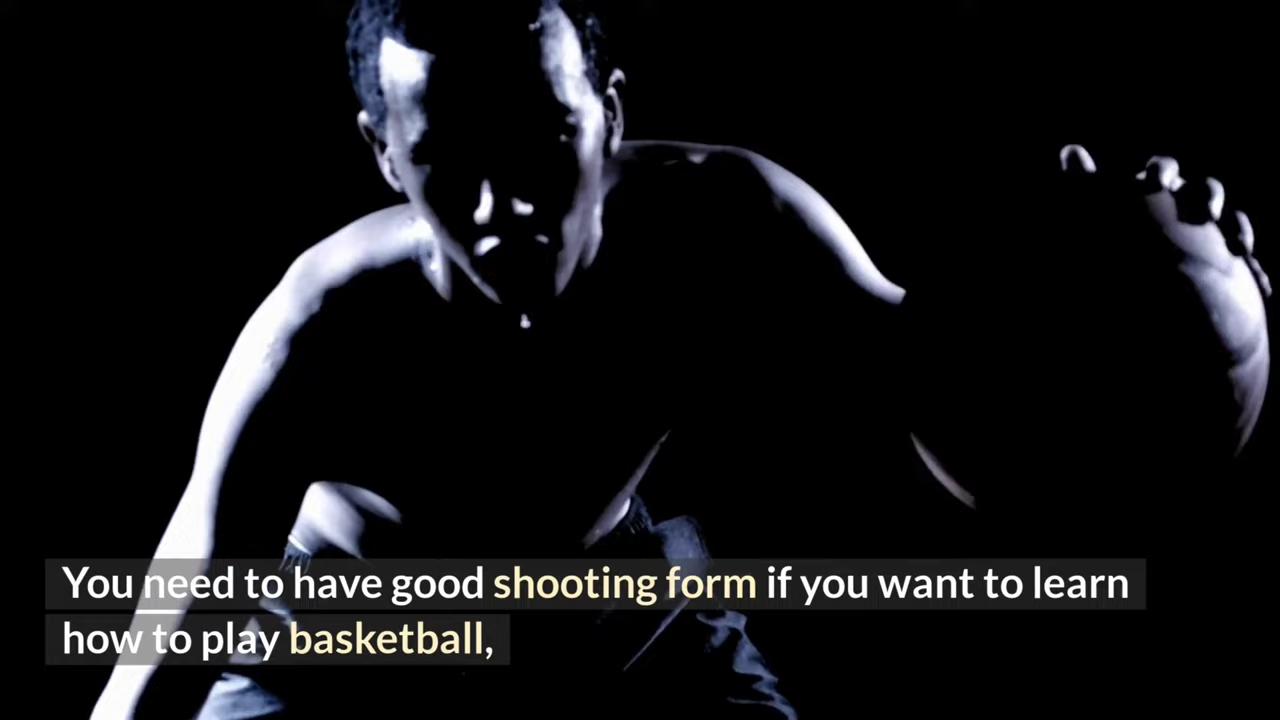 You need to have good shooting form if you want to learn
how to play basketball,